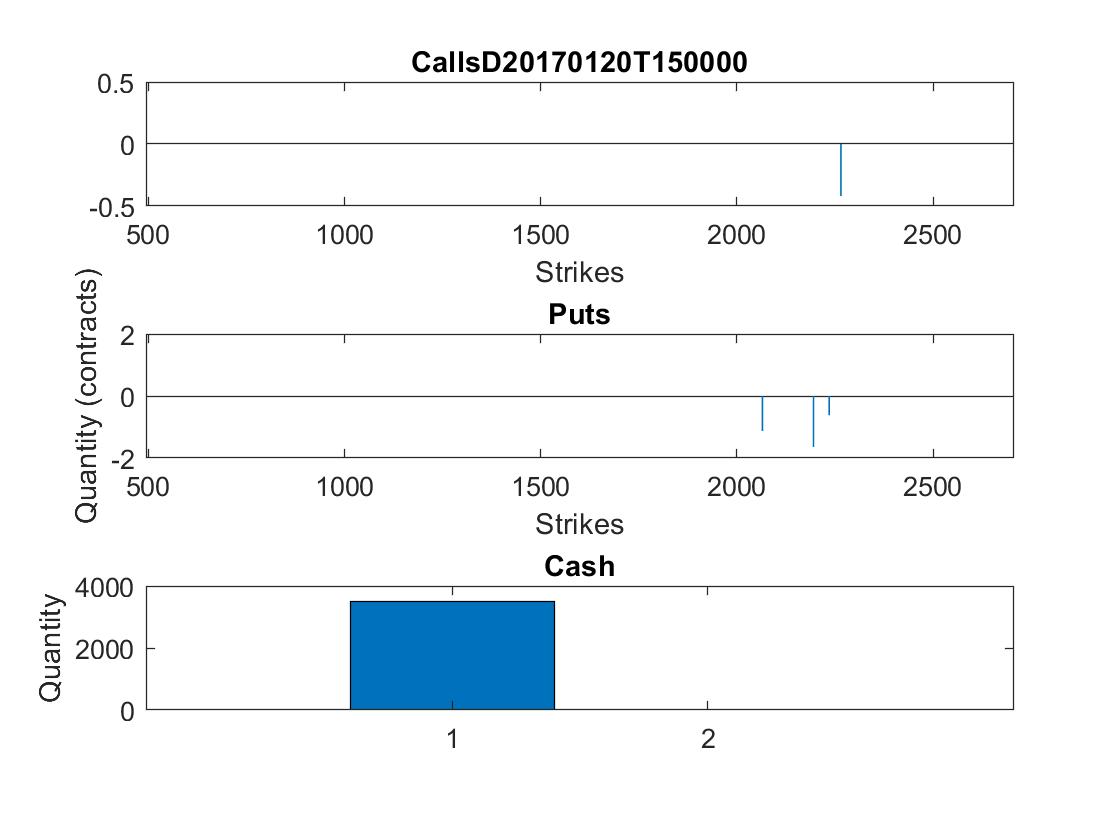 CallsD20170120T150000
0.5
0
-0.5
500 1000 1500 2000 2500
Strikes
Quantity (contracts)
Puts
2
0
-2
500 1000 1500 2000 2500
Strikes
Cash
Quantity
4000
2000
0
1 2